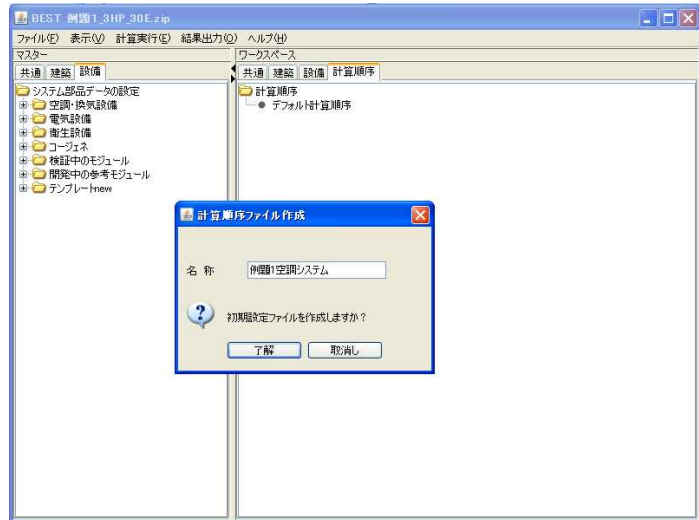 BEST 例題1_3HP_30E.zip
ファイル(F) 表示(V) 計算実行(E) 結果出力(O) ヘルプ(H)
マスター
共通 建築 設備
システム部品データの設定
空調・換気設備
電気設備
衛生設備
コージェネ
検証中のモジュール
開発中の参考モジュール
テンプレートnew
ワークスペース
共通 建築 設備 計算順序
計算順序
デフォルト計算順序
計算順序ファイル作成
名 称 例題1空調システム
初期設定ファイルを作成しますか?
了解 取消し